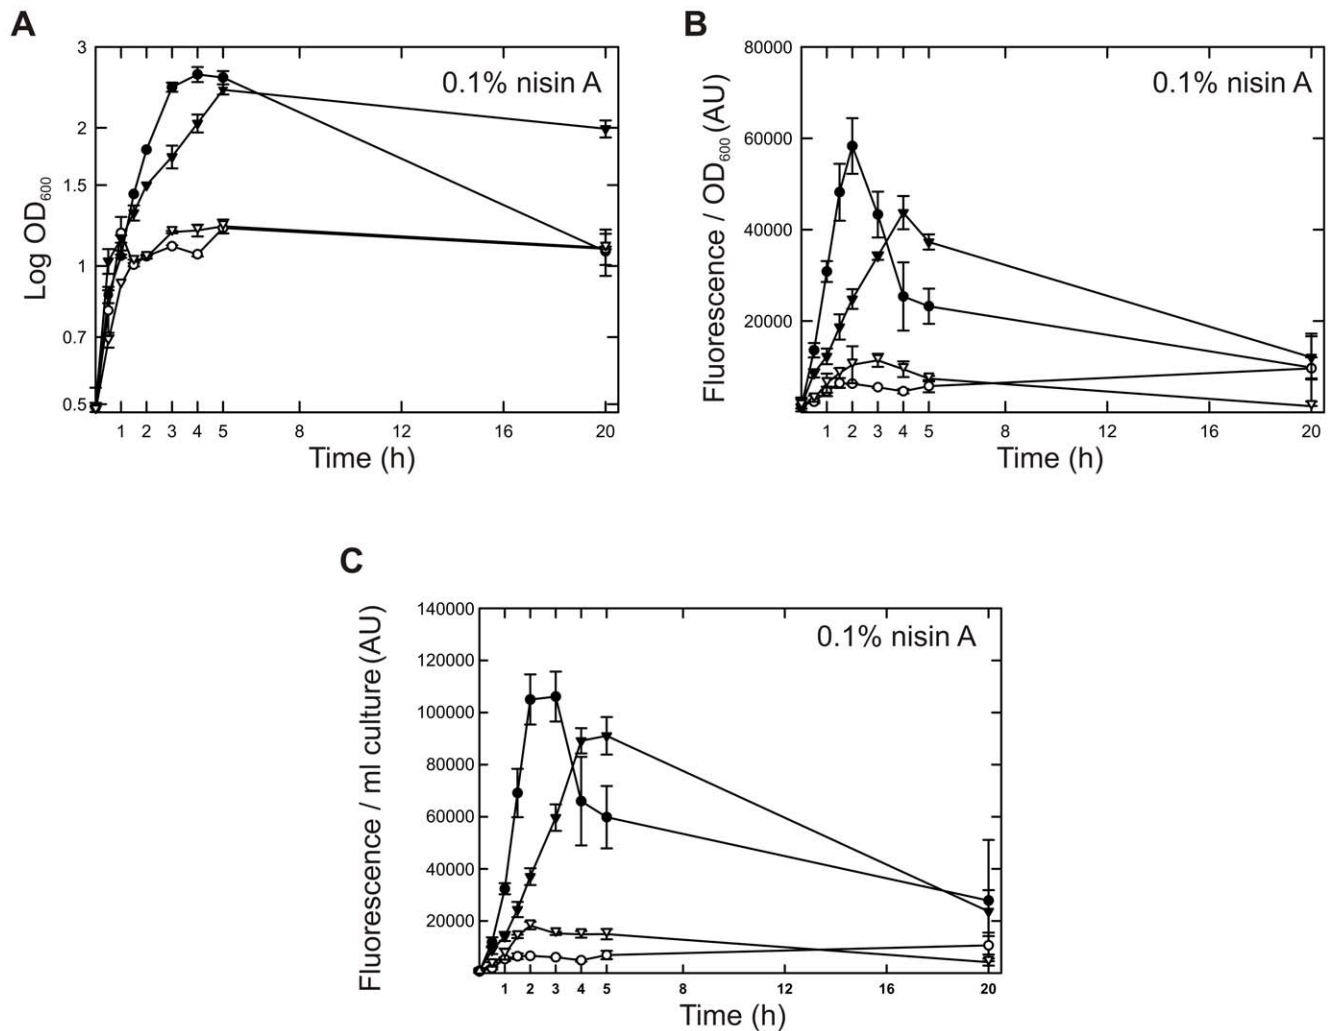 A
3
2
1.5
1
0.7
0.5
Log OD600
0.1% nisin A
1 2 3 4 5 8 12 16 20
Time (h)
B
80000
60000
40000
20000
Fluorescence / OD600 (AU)
0.1% nisin A
1 2 3 4 5 8 12 16 20
Time (h)
C
140000
120000
100000
80000
60000
40000
20000
Fluorescence / ml culture (AU)
0.1% nisin A
1 2 3 4 5 8 12 16 20
Time (h)